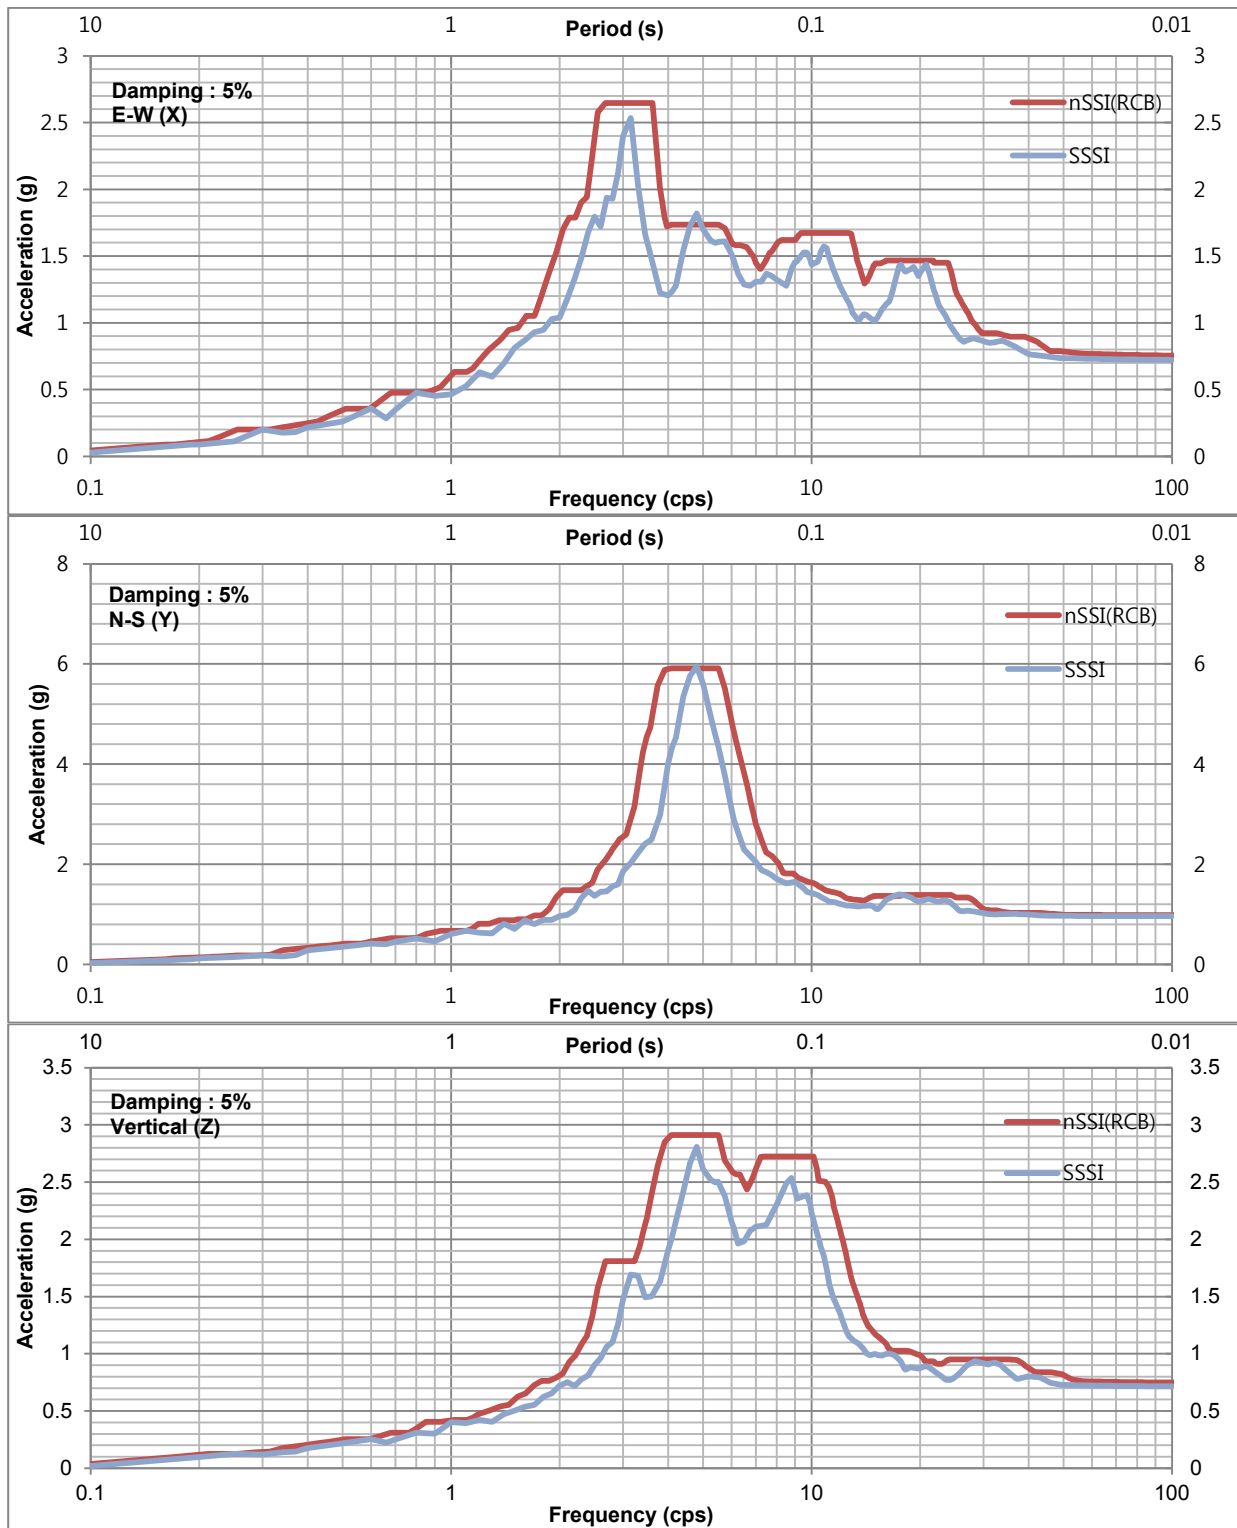 10 1 Period (s) 0.1 0.01
3 3
Damping : 5%
E-W (X)
nSSI(RCB)
2.5 2.5
SSSI
2 2
Acceleration (g)
1.5 1.5
1 1
0.5 0.5
0 0
0.1 1 Frequency (cps) 10 100
10 1 Period (s) 0.1 0.01
8 8
Damping : 5%
N-S (Y)
nSSI(RCB)
6 SSSI 6
Acceleration (g)
4 4
2 2
0 0
0.1 1 Frequency (cps) 10 100
10 1 Period (s) 0.1 0.01
3.5 3.5
Damping : 5%
Vertical (Z)
3 nSSI(RCB) 3
SSSI
2.5 2.5
2 2
Acceleration (g)
1.5 1.5
1 1
0.5 0.5
0 0
0.1 1 Frequency (cps) 10 100